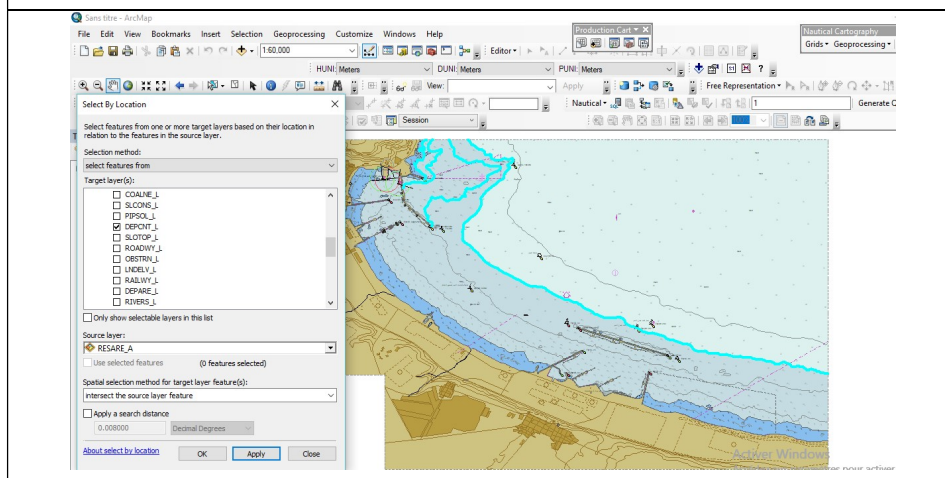 Sans titre - ArcMap
File Edit View Bookmarks Insert Selection Geoprocessing Customize Windows Help
1:60,000
Editor
Production Cart
Nautical Cartography
Grids Geoprocessing
HUNI: Meters
DUNI: Meters
PUNI: Meters
View:
Apply
Free Representation
Nautical
1
Generate C
Session
Select By Location
Select features from one or more target layers based on their location in
relation to the features in the source layer.
Selection method:
select features from
Target layer(s):
COALNE_L
SLCONS_L
PIPSOL_L
DEPCNT_L
SLOTOP_L
ROADWY_L
OBSTRN_L
LNDELV_L
RAILWY_L
DEPARE_L
RIVERS_L
Only show selectable layers in this list
Source layer:
RESARE_A
Use selected features (0 features selected)
Spatial selection method for target layer feature(s):
intersect the source layer feature
Apply a search distance
0.008000 Decimal Degrees
About select by location OK Apply Close
Activer Windows
pour activer